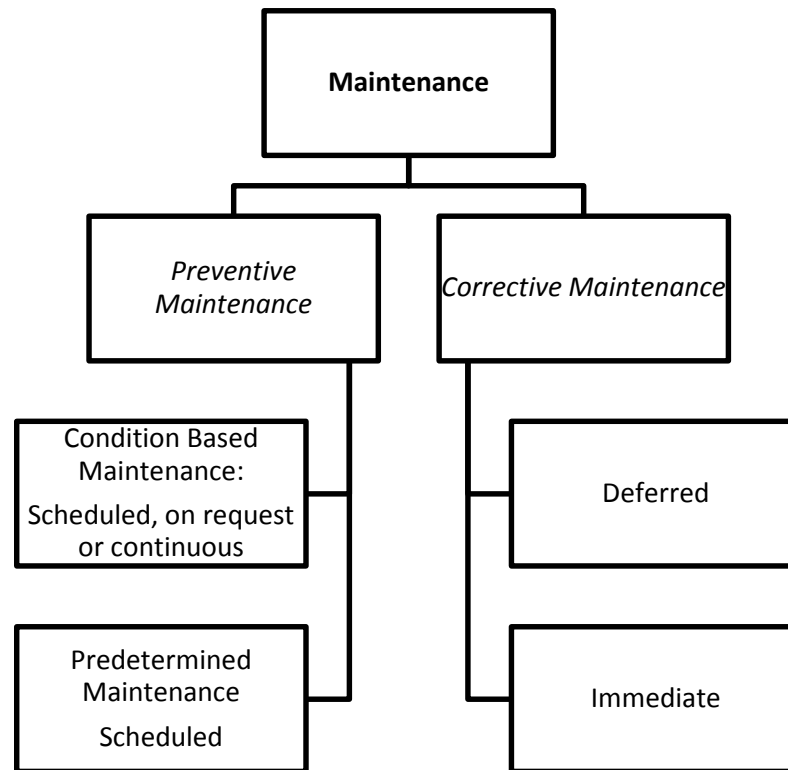 Maintenance
Preventive
Maintenance
Corrective Maintenance
Condition Based
Maintenance:
Scheduled, on request
or continuous
Deferred
Predetermined
Maintenance
Scheduled
Immediate